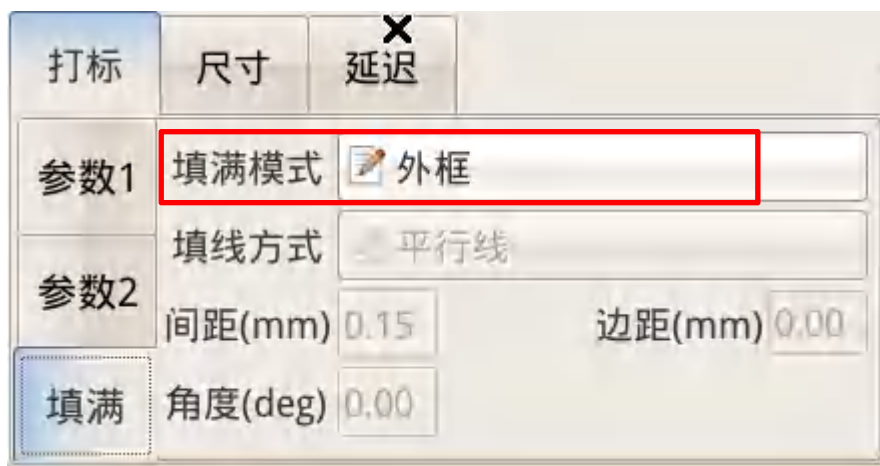 打标 尺寸 延迟
参数1 填满模式 外框
填线方式 平行线
参数2
间距(mm) 0.15 边距(mm) 0.00
填满 角度(deg) 0.00